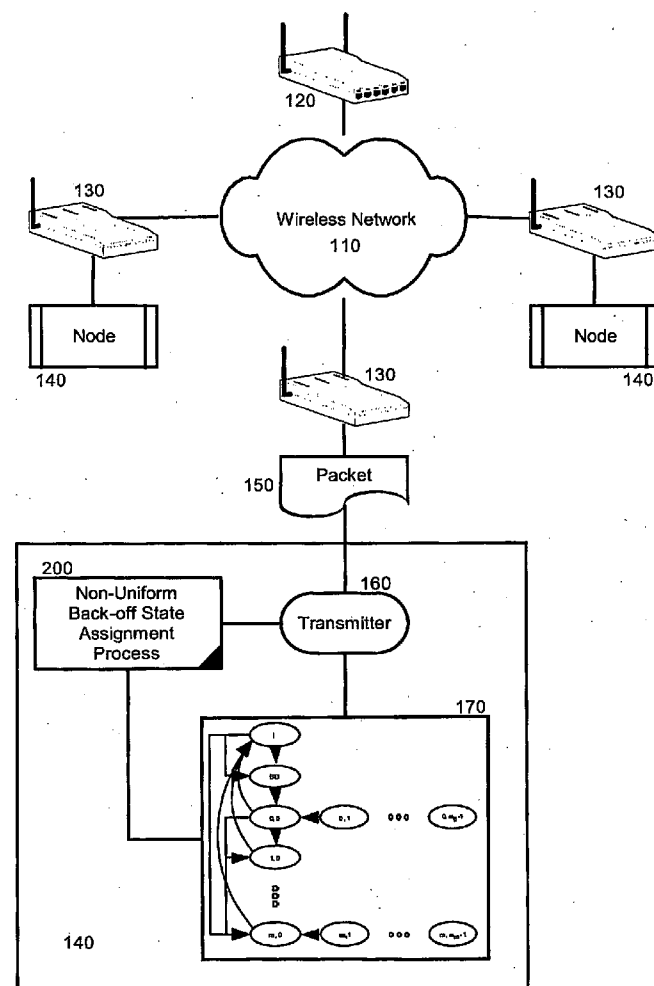 120
130
130
Wireless Network
110
Node
Node
140
130
140
Packet
150
200
160
Non-Uniform
Back-off State
Assignment
Process
Transmitter
170
I
0,0
0,1
1,0
m,0
m,1
140